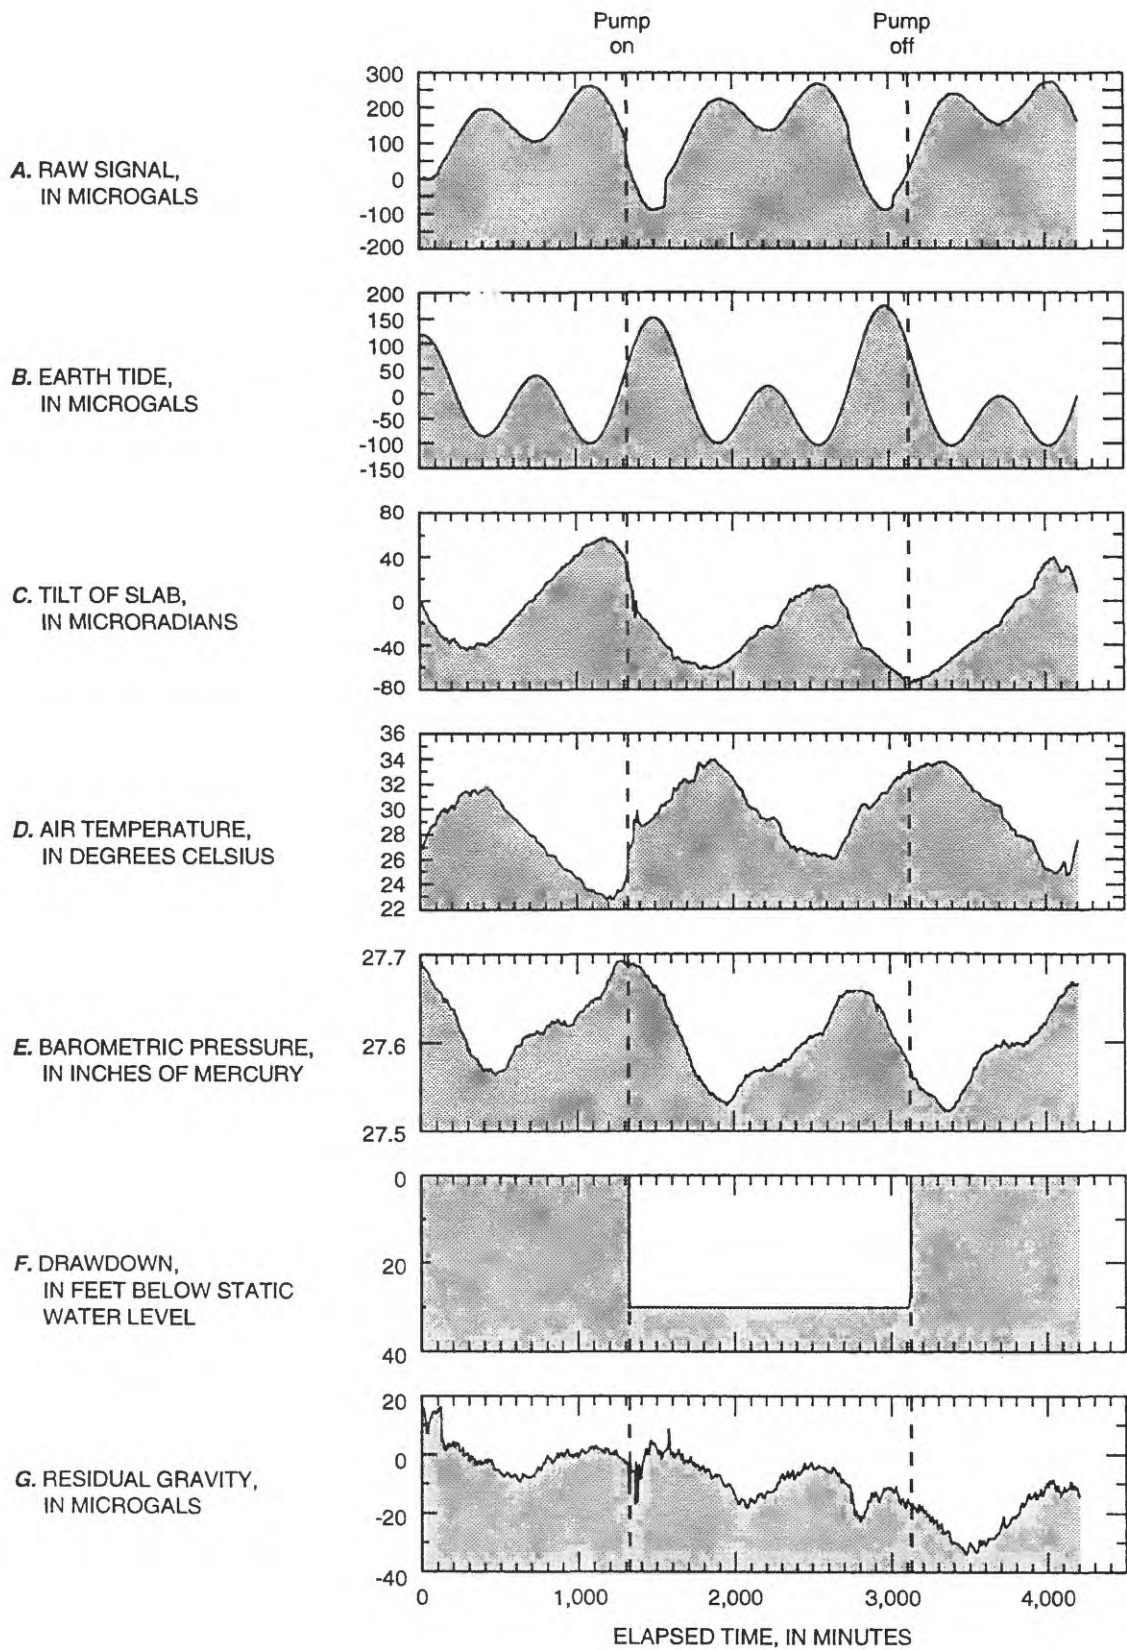 Pump
on
Pump
off
A. RAW SIGNAL,
IN MICROGALS
300
200
100
0
-100
-200
B. EARTH TIDE,
IN MICROGALS
200
150
100
50
0
-50
-100
-150
C. TILT OF SLAB,
IN MICRORADIANS
80
40
0
-40
-80
D. AIR TEMPERATURE,
IN DEGREES CELSIUS
36
34
32
30
28
26
24
22
E. BAROMETRIC PRESSURE,
IN INCHES OF MERCURY
27.7
27.6
27.5
F. DRAWDOWN,
IN FEET BELOW STATIC
WATER LEVEL
0
20
40
G. RESIDUAL GRAVITY,
IN MICROGALS
20
0
-20
-40
0 1,000 2,000 3,000 4,000
ELAPSED TIME, IN MINUTES